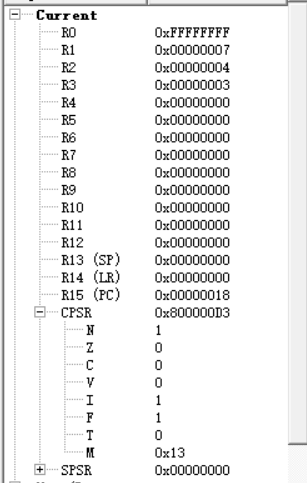 Current
R0 0xFFFFFFFF
R1 0x00000007
R2 0x00000004
R3 0x00000003
R4 0x00000000
R5 0x00000000
R6 0x00000000
R7 0x00000000
R8 0x00000000
R9 0x00000000
R10 0x00000000
R11 0x00000000
R12 0x00000000
R13 (SP) 0x00000000
R14 (LR) 0x00000000
R15 (PC) 0x00000018
CPSR 0x800000D3
N 1
Z 0
C 0
V 0
I 1
F 1
T 0
M 0x13
SPSR 0x00000000